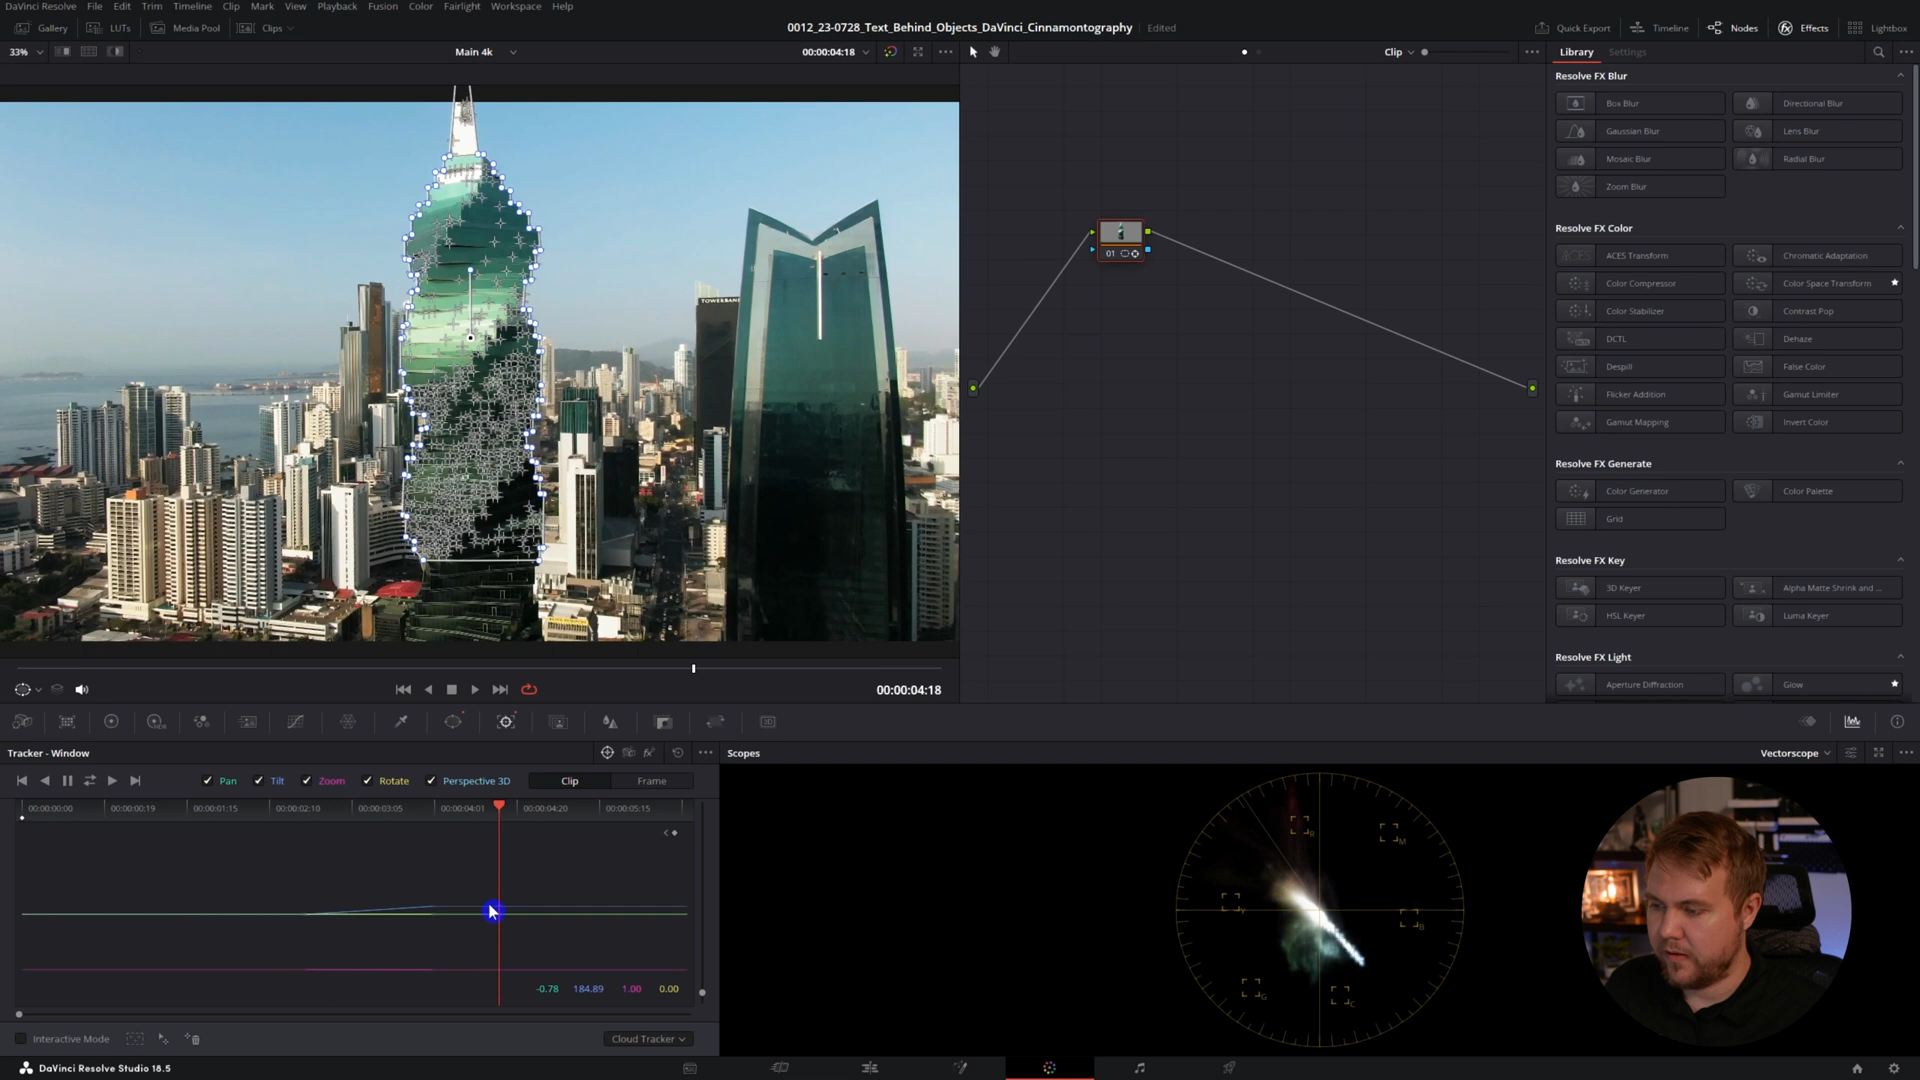 DaVinci Resolve File Edit Trim Timeline Clip Mark View Playback Fusion Color Fairlight Workspace Help
Gallery LUTs Media Pool Clips 0012_23-0728_Text_Behind_Objects_DaVinci_Cinnamontography Edited Quick Export Timeline Nodes Effects Lightbox
33% Main 4k 00:00:04:18 Clip Library Settings
Resolve FX Blur
Box Blur Directional Blur
Gaussian Blur Lens Blur
Mosaic Blur Radial Blur
Zoom Blur
Resolve FX Color
ACES Transform Chromatic Adaptation
Color Compressor Color Space Transform
Color Stabilizer Contrast Pop
DCTL Dehaze
Despill False Color
Flicker Addition Gamut Limiter
Gamut Mapping Invert Color
Resolve FX Generate
Color Generator Color Palette
Grid
Resolve FX Key
3D Keyer Alpha Matte Shrink and ...
HSL Keyer Luma Keyer
Resolve FX Light
Aperture Diffraction Glow
TOWERBANK
01
00:00:04:18
Tracker - Window Scopes Vectorscope
Pan Tilt Zoom Rotate Perspective 3D Clip Frame
00:00:00:00 00:00:00:19 00:00:01:15 00:00:02:10 00:00:03:05 00:00:04:01 00:00:04:20 00:00:05:15
-0.78 184.89 1.00 0.00
R M Y B G C
Interactive Mode Cloud Tracker
DaVinci Resolve Studio 18.5